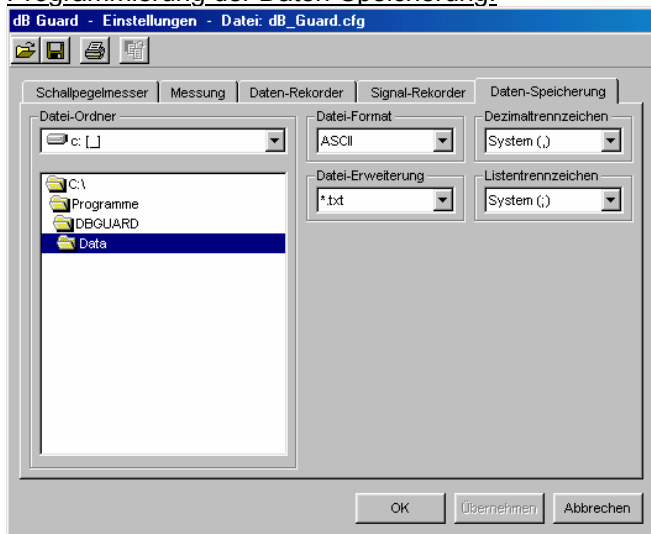 Programmierung der Daten-Speicherung:
dB Guard - Einstellungen - Datei: dB_Guard.cfg
Schallpegelmesser Messung Daten-Rekorder Signal-Rekorder Daten-Speicherung
Datei-Ordner Datei-Format Dezimaltrennzeichen
c: [_] ASCII System (,)
Datei-Erweiterung Listentrennzeichen
C:\ *.txt System (;)
Programme
DBGUARD
Data
OK Übernehmen Abbrechen